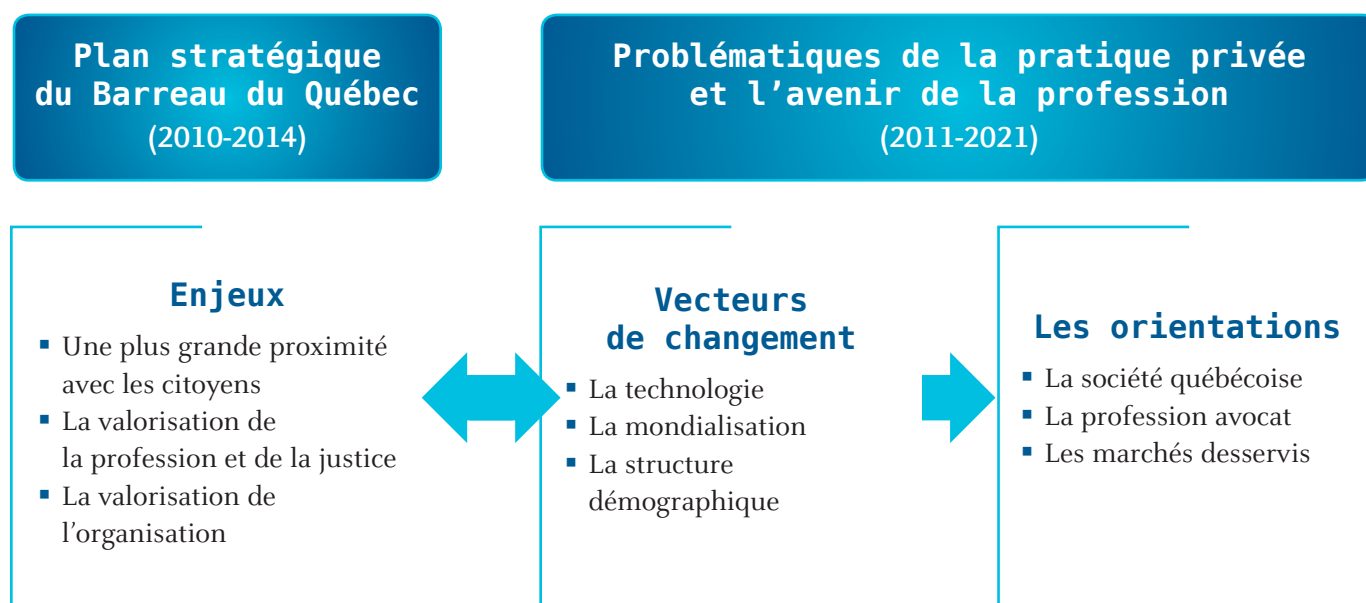 Plan stratégique
du Barreau du Québec
(2010-2014)
Problématiques de la pratique privée
et l’avenir de la profession
(2011-2021)
Enjeux
▪ Une plus grande proximité
avec les citoyens
▪ La valorisation de
la profession et de la justice
▪ La valorisation de
l’organisation
Vecteurs
de changement
▪ La technologie
▪ La mondialisation
▪ La structure
démographique
Les orientations
▪ La société québécoise
▪ La profession avocat
▪ Les marchés desservis